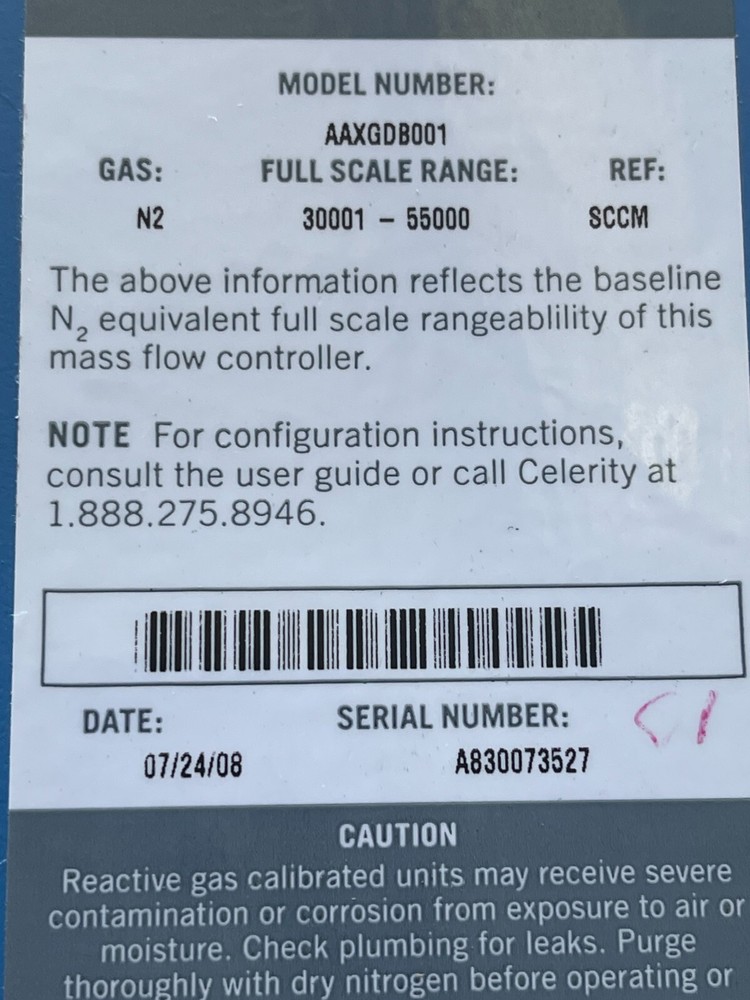 MODEL NUMBER:
AAXGDB001
GAS: FULL SCALE RANGE: REF:
N2 30001 – 55000 SCCM
The above information reflects the baseline
N₂ equivalent full scale rangeablility of this
mass flow controller.
NOTE For configuration instructions,
consult the user guide or call Celerity at
1.888.275.8946.
DATE: SERIAL NUMBER:
07/24/08 A830073527
CAUTION
Reactive gas calibrated units may receive severe
contamination or corrosion from exposure to air or
moisture. Check plumbing for leaks. Purge
thoroughly with dry nitrogen before operating or